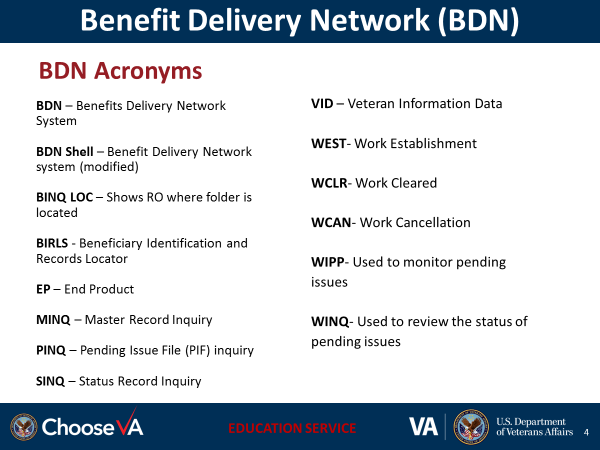 Benefit Delivery Network (BDN)
BDN Acronyms
BDN – Benefits Delivery Network
System
BDN Shell – Benefit Delivery Network
system (modified)
BINQ LOC – Shows RO where folder is
located
BIRLS - Beneficiary Identification and
Records Locator
EP – End Product
MINQ – Master Record Inquiry
PINQ – Pending Issue File (PIF) inquiry
SINQ – Status Record Inquiry
VID – Veteran Information Data
WEST- Work Establishment
WCLR- Work Cleared
WCAN- Work Cancellation
WIPP- Used to monitor pending
issues
WINQ- Used to review the status of
pending issues
ChooseVA
EDUCATION SERVICE
VA
U.S. Department
of Veterans Affairs
4